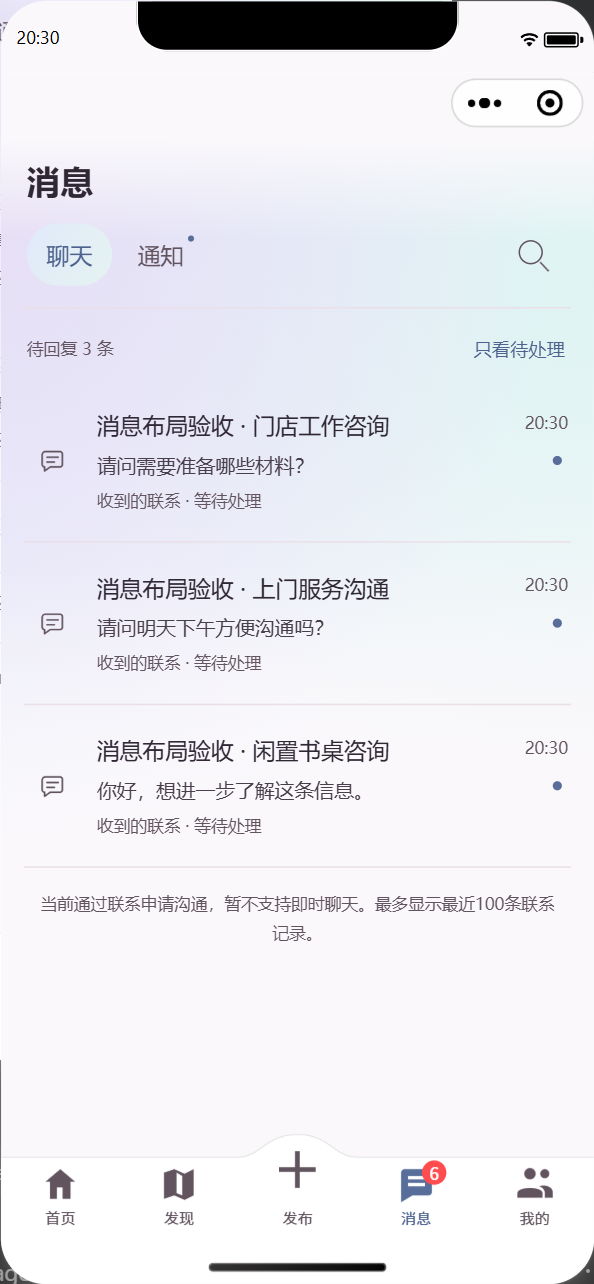 20:30
消息
聊天
通知
待回复 3 条
只看待处理
消息布局验收 · 门店工作咨询
20:30
请问需要准备哪些材料?
收到的联系 · 等待处理
消息布局验收 · 上门服务沟通
20:30
请问明天下午方便沟通吗?
收到的联系 · 等待处理
消息布局验收 · 闲置书桌咨询
20:30
你好，想进一步了解这条信息。
收到的联系 · 等待处理
当前通过联系申请沟通，暂不支持即时聊天。最多显示最近100条联系
记录。
6
首页
发现
发布
消息
我的